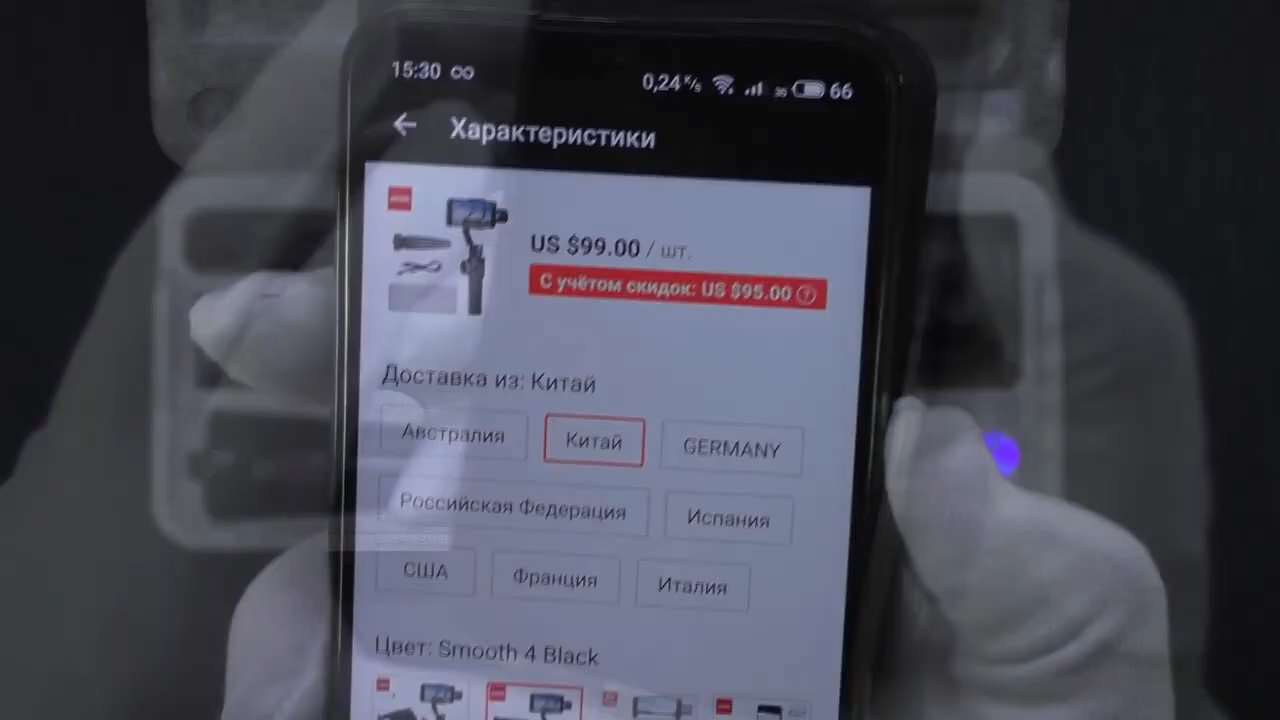 15:30 0,24 К/s 66
Характеристики
US $99.00 / шт.
С учётом скидок: US $95.00
Доставка из: Китай
Австралия Китай GERMANY
Российская Федерация Испания
США Франция Италия
Цвет: Smooth 4 Black